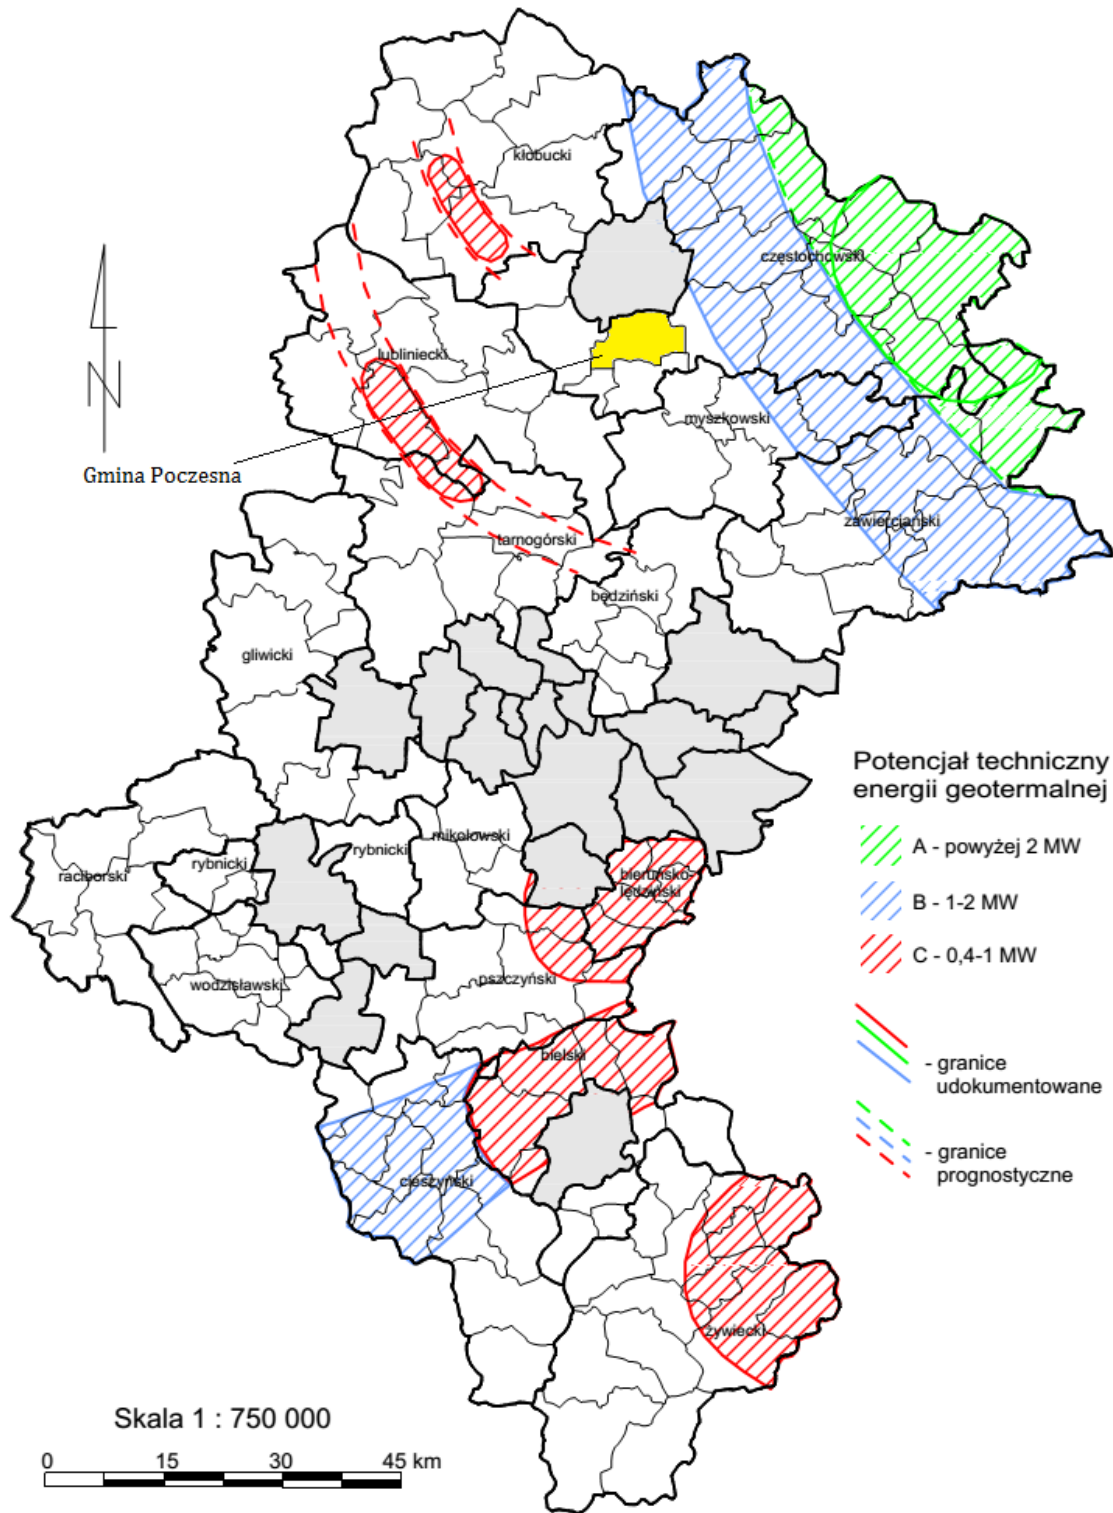 kłobucki
częstochowski
lubliniecki
myszkowski
N
Gmina Poczesna
zawierciański
tarnogórski
będziński
gliwicki
Potencjał techniczny
energii geotermalnej
A - powyżej 2 MW
B - 1-2 MW
C - 0,4-1 MW
- granice
udokumentowane
- granice
prognostyczne
mikołowski
rybnicki
rybnicki
raciborski
bieruńsko-
lędziński
pszczyński
wodzisławski
bielski
cieszyński
żywiecki
Skala 1 : 750 000
0 15 30 45 km